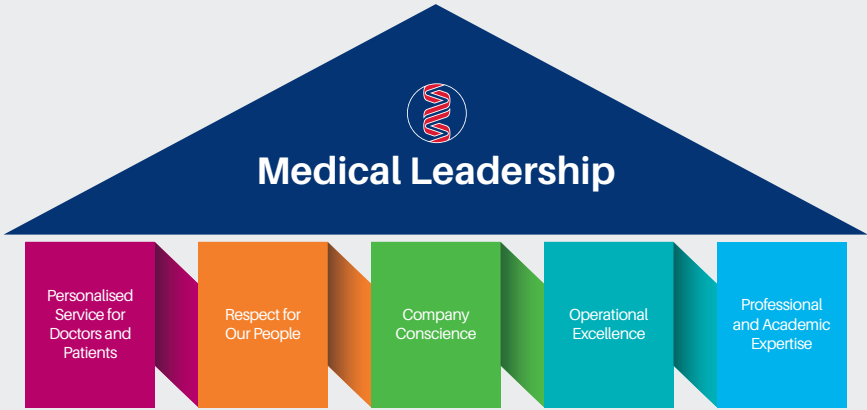 Medical Leadership
Personalised
Service for
Doctors and
Patients
Respect for
Our People
Company
Conscience
Operational
Excellence
Professional
and Academic
Expertise